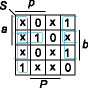 S p
x 0 x 1
a x 1 0 x b
x 0 x 1
1 x x 0
P